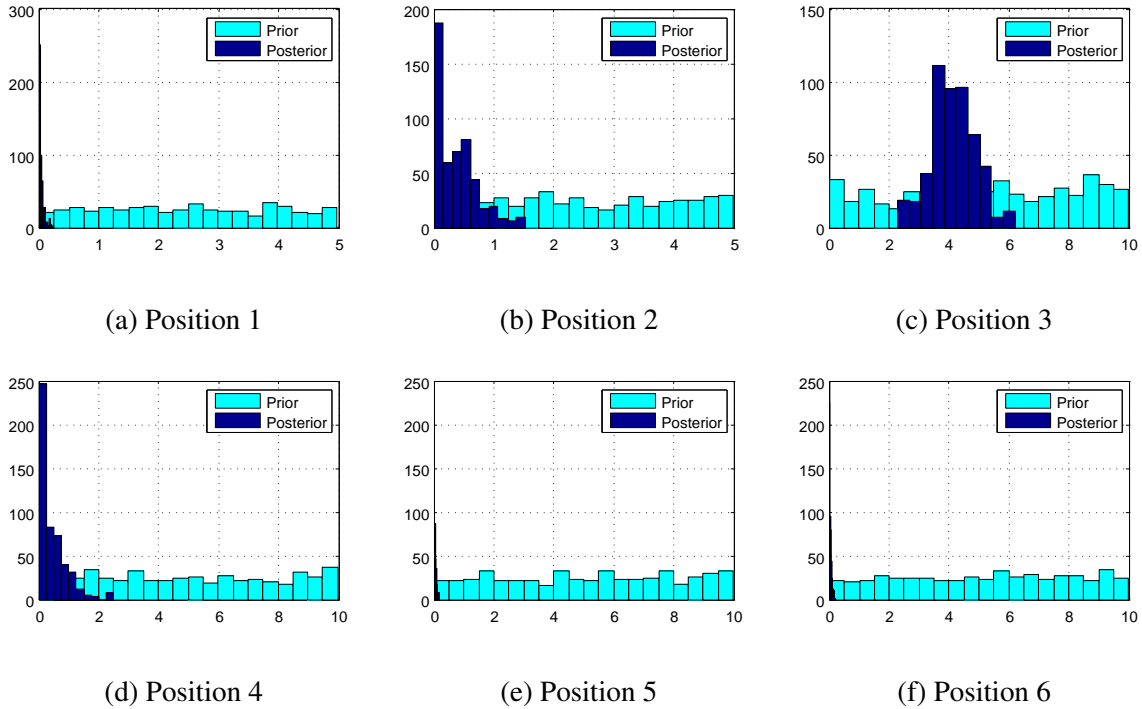 300
200
100
0
0 1 2 3 4 5
Prior
Posterior
(a) Position 1
200
150
100
50
0
0 1 2 3 4 5
Prior
Posterior
(b) Position 2
150
100
50
0
0 2 4 6 8 10
Prior
Posterior
(c) Position 3
250
200
150
100
50
0
0 2 4 6 8 10
Prior
Posterior
(d) Position 4
250
200
150
100
50
0
0 2 4 6 8 10
Prior
Posterior
(e) Position 5
250
200
150
100
50
0
0 2 4 6 8 10
Prior
Posterior
(f) Position 6